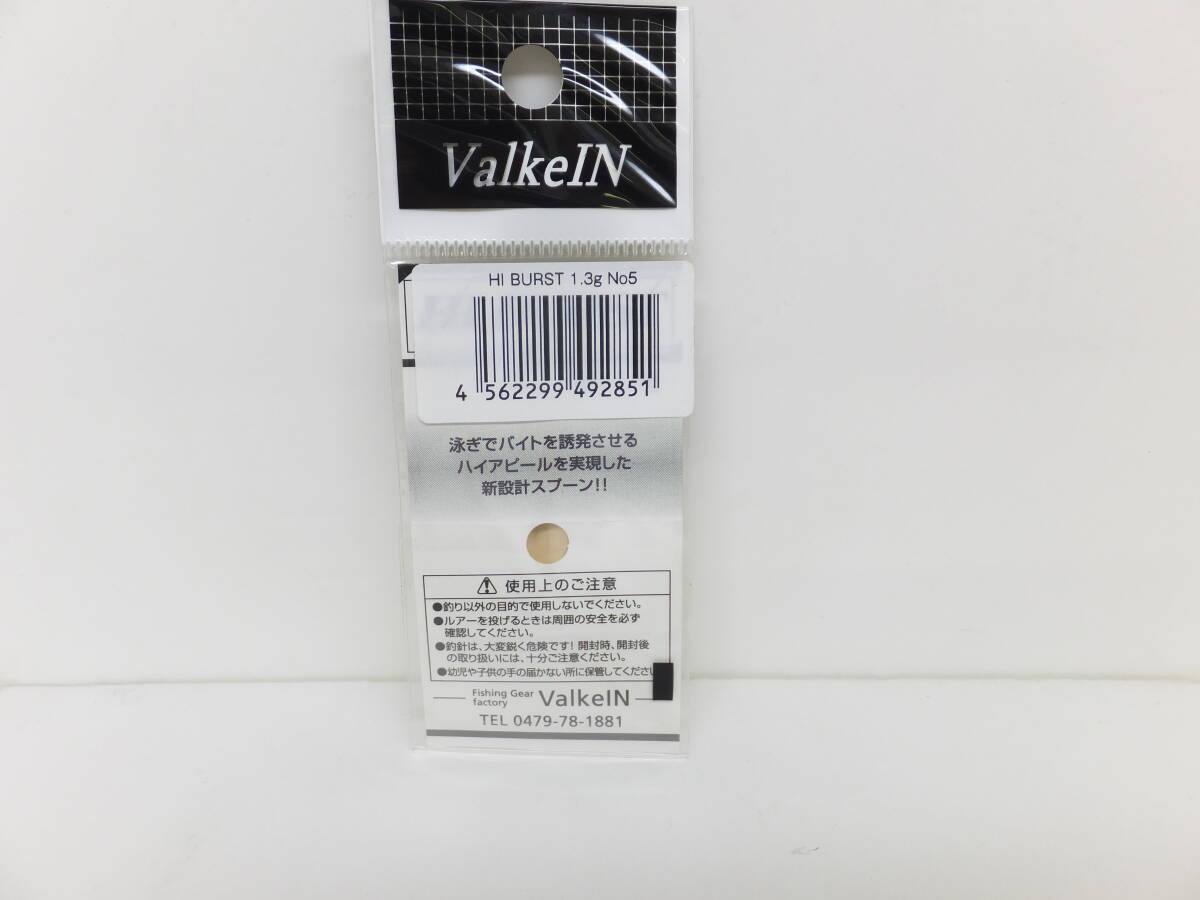 ValkeIN
HI BURST 1.3g No5
4 562299 492851
泳ぎでバイトを誘発させる
ハイアピールを実現した
新設計スプーン!!
使用上のご注意
●釣り以外の目的で使用しないでください。
●ルアーを投げるときは周囲の安全を必ず
確認してください。
●釣針は、大変鋭く危険です!開封時、開封後
の取り扱いには、十分ご注意ください。
●幼児や子供の手の届かない所に保管してください
Fishing Gear
factory
ValkeIN
TEL 0479-78-1881